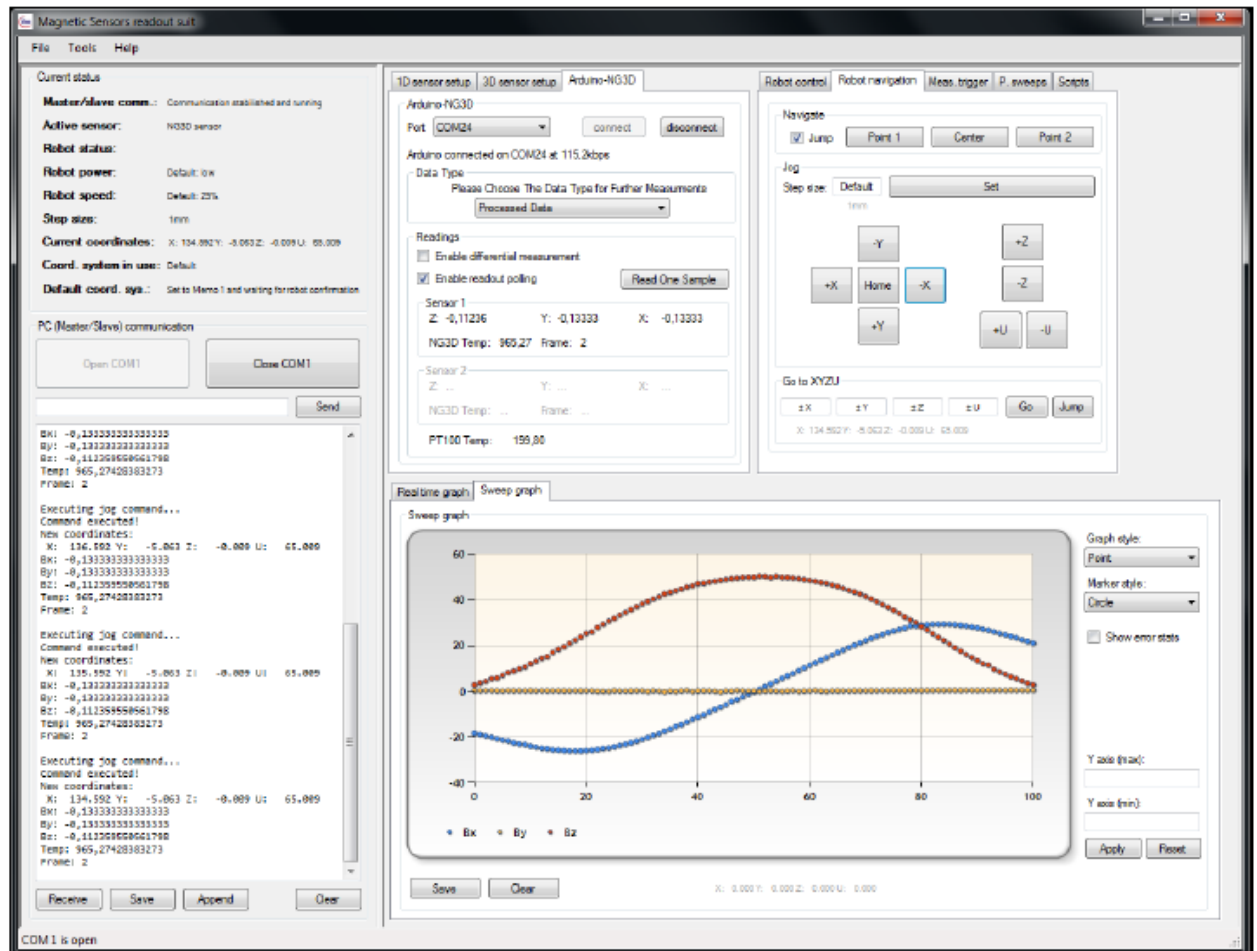 Magnetic Sensors readout suit
File Tools Help
Current status
Master/slave comm.: Communication established and running
Active sensor: NG3D sensor
Robot status:
Robot power: Default: low
Robot speed: Default: 25%
Step size: 1mm
Current coordinates: X: 134.592 Y: -5.063 Z: -0.009 U: 65.009
Coord. system in use: Default
Default coord. sys.: Set to Memo 1 and waiting for robot confirmation
PC (Master/Slave) communication
Open COM1 Close COM1
Send
Bx: -0,133333333333333
By: -0,133333333333333
Bz: -0,112359550561798
Temp: 965,27428383273
Frame: 2
Executing jog command...
Command executed!
New coordinates:
X: 136.592 Y: -5.063 Z: -0.009 U: 65.009
Bx: -0,133333333333333
By: -0,133333333333333
Bz: -0,112359550561798
Temp: 965,27428383273
Frame: 2
Executing jog command...
Command executed!
New coordinates:
X: 135.592 Y: -5.063 Z: -0.009 U: 65.009
Bx: -0,133333333333333
By: -0,133333333333333
Bz: -0,112359550561798
Temp: 965,27428383273
Frame: 2
Executing jog command...
Command executed!
New coordinates:
X: 134.592 Y: -5.063 Z: -0.009 U: 65.009
Bx: -0,133333333333333
By: -0,133333333333333
Bz: -0,112359550561798
Temp: 965,27428383273
Frame: 2
Receive Save Append Clear
COM 1 is open
1D sensor setup 3D sensor setup Arduino-NG3D
Arduino-NG3D
Port COM24 connect disconnect
Arduino connected on COM24 at 115,2kbps
Data Type
Please Choose The Data Type for Further Measurments
Processed Data
Readings
Enable differential measurement
Enable readout polling Read One Sample
Sensor 1
Z: -0,11236 Y: -0,13333 X: -0,13333
NG3D Temp: 965,27 Frame: 2
Sensor 2
Z: ... Y: ... X: ...
NG3D Temp: ... Frame: ...
PT100 Temp: 199,80
Robot control Robot navigation Meas. trigger P. sweeps Scripts
Navigate
Jump Point 1 Center Point 2
Jog
Step size: Default Set
1mm
-Y +Z
+X Home -X -Z
+Y +U -U
Go to XYZU
±X ±Y ±Z ±U Go Jump
X: 134.592 Y: -5.063 Z: -0.009 U: 65.009
Realtime graph Sweep graph
Sweep graph
60
40
20
0
-20
-40
0 20 40 60 80 100
Bx By Bz
Graph style:
Point
Marker style:
Circle
Show error stats
Y axis (max):
Y axis (min):
Apply Reset
Save Clear X: 0.000 Y: 0.000 Z: 0.000 U: 0.000